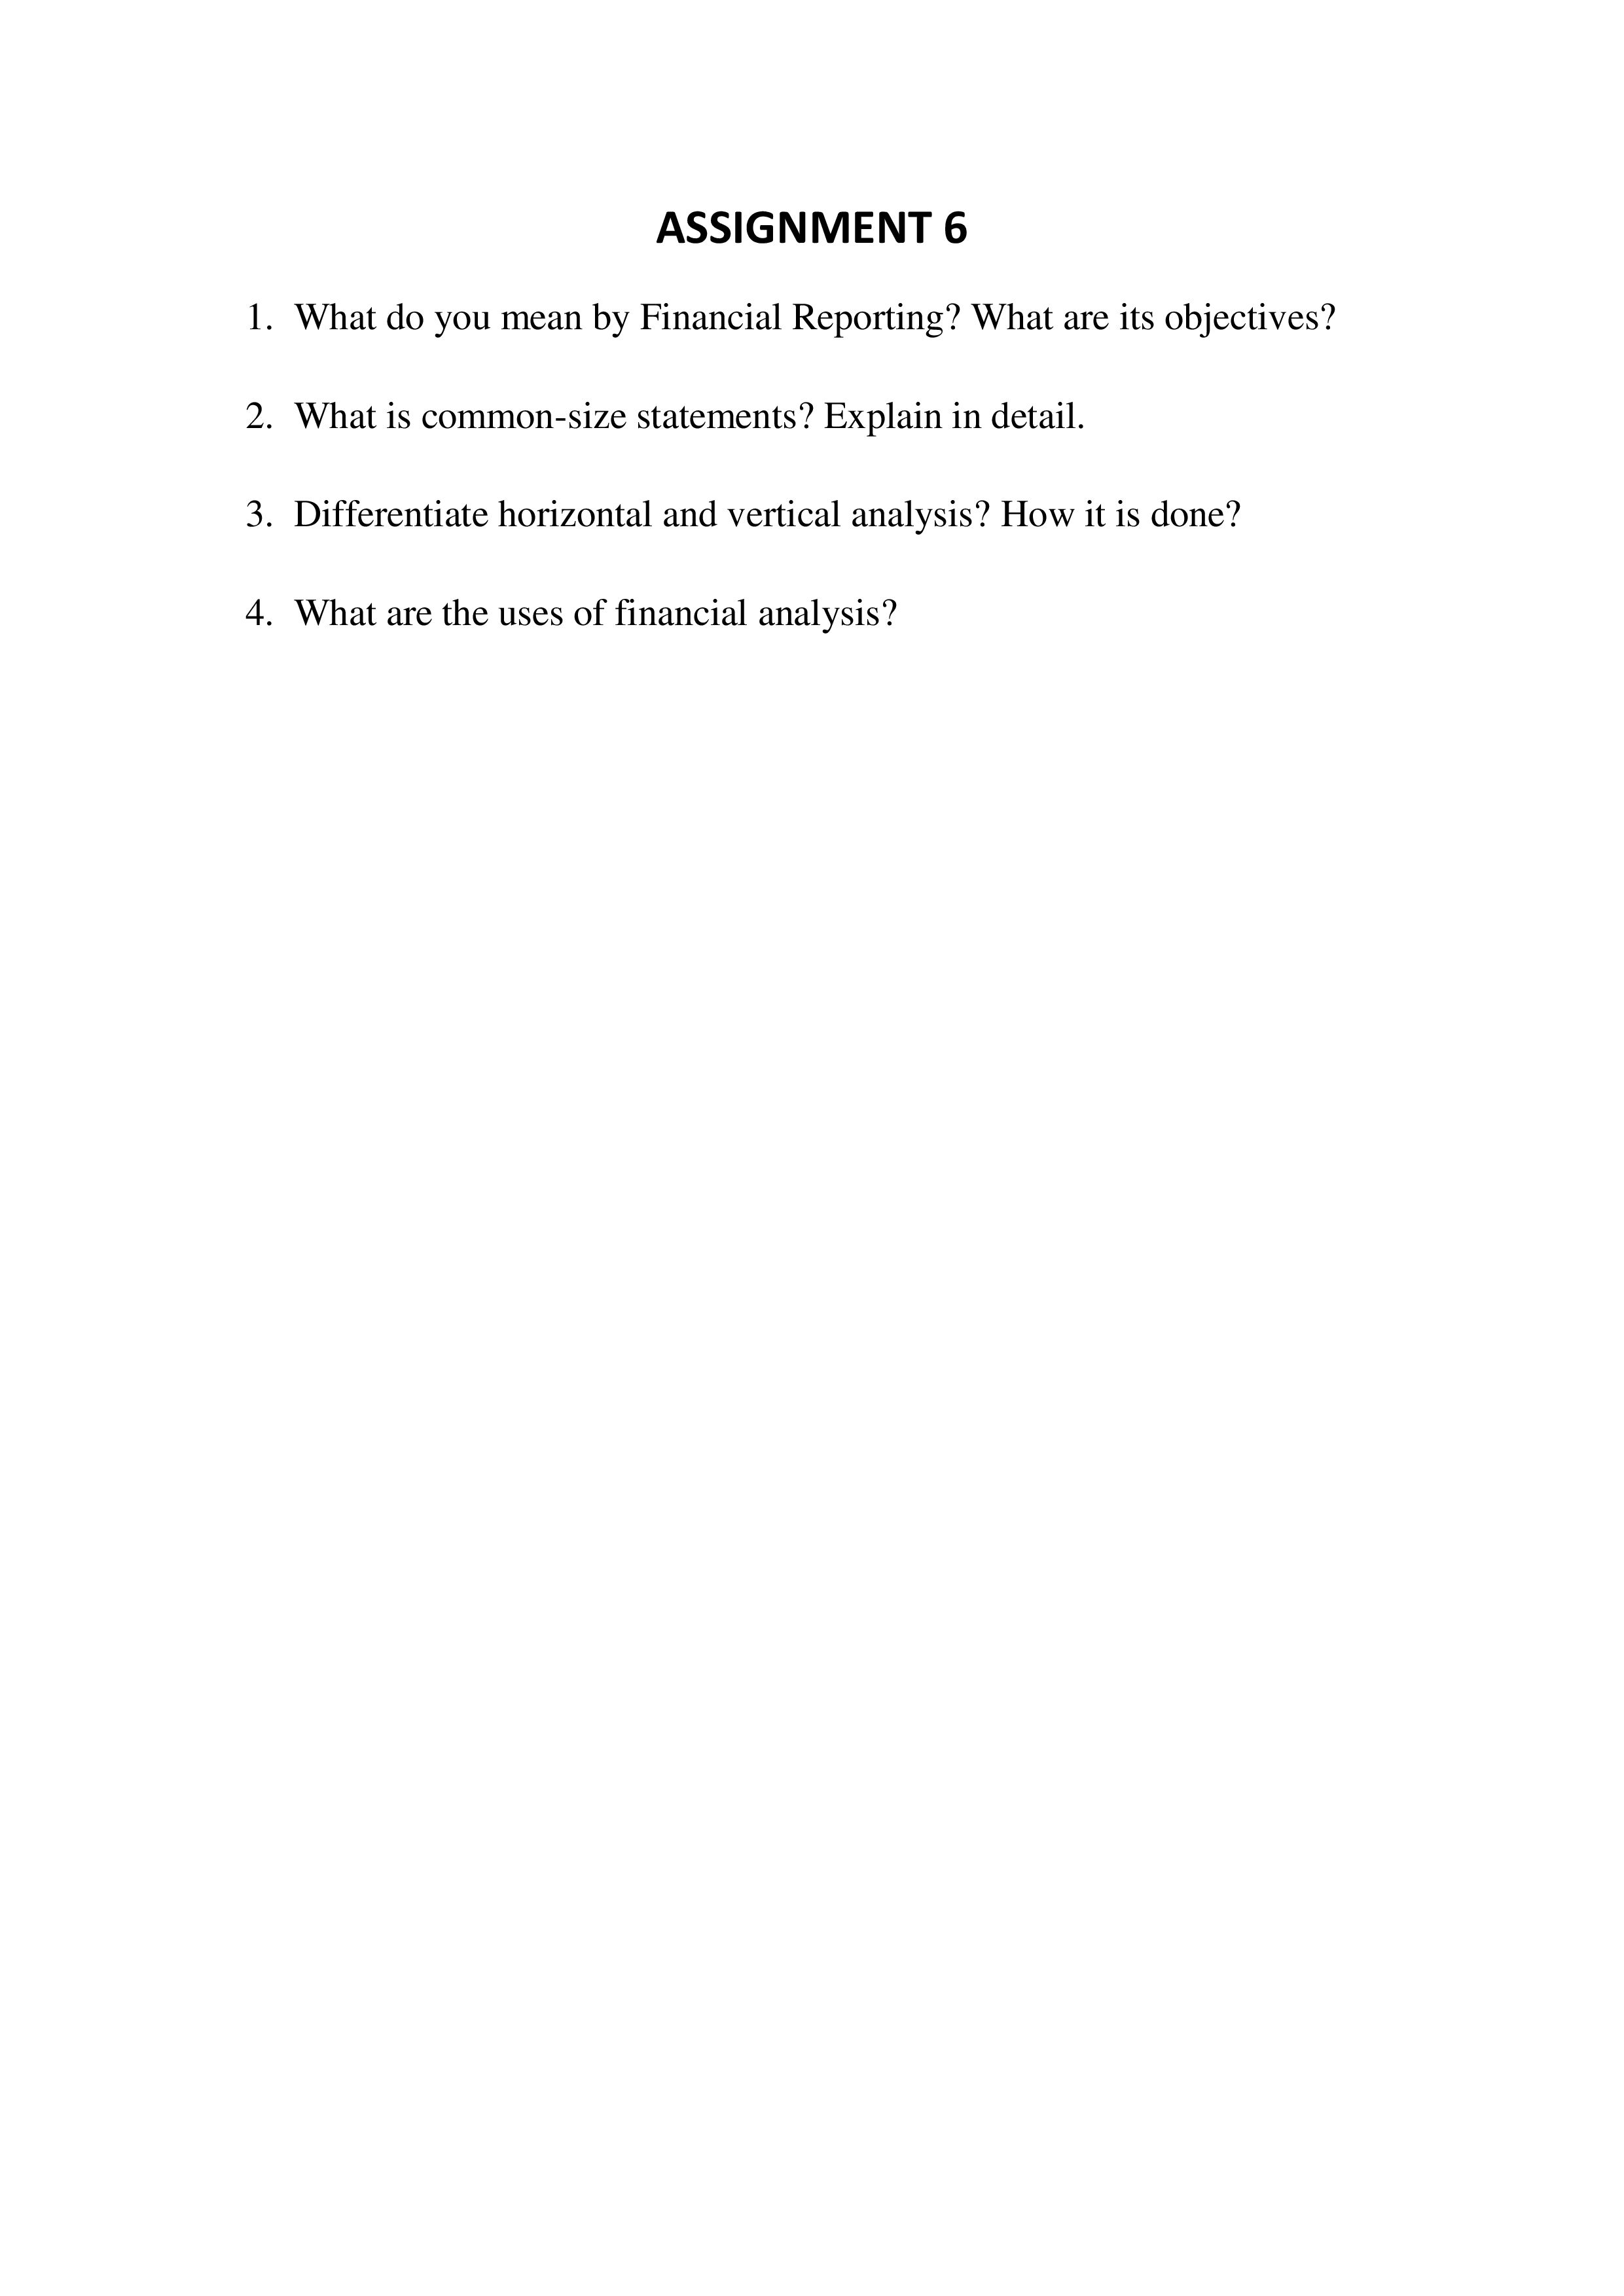 ASSIGNMENT 6
1. What do you mean by Financial Reporting? What are its objectives?
2. What is common-size statements? Explain in detail.
3. Differentiate horizontal and vertical analysis? How it is done?
4. What are the uses of financial analysis?